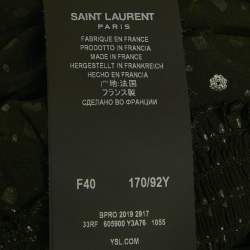 SAINT LAURENT
PARIS
FABRIQUE EN FRANCE
PRODOTTO IN FRANCIA
MADE IN FRANCE
HERGESTELLT IN FRANKREICH
HECHO EN FRANCIA
产地:法国
フランス製
СДЕЛАНО ВО ФРАНЦИИ
F40 170/92Y
BPRO 2019 2917
33RF 605900 Y3A76 1055
YSL.COM